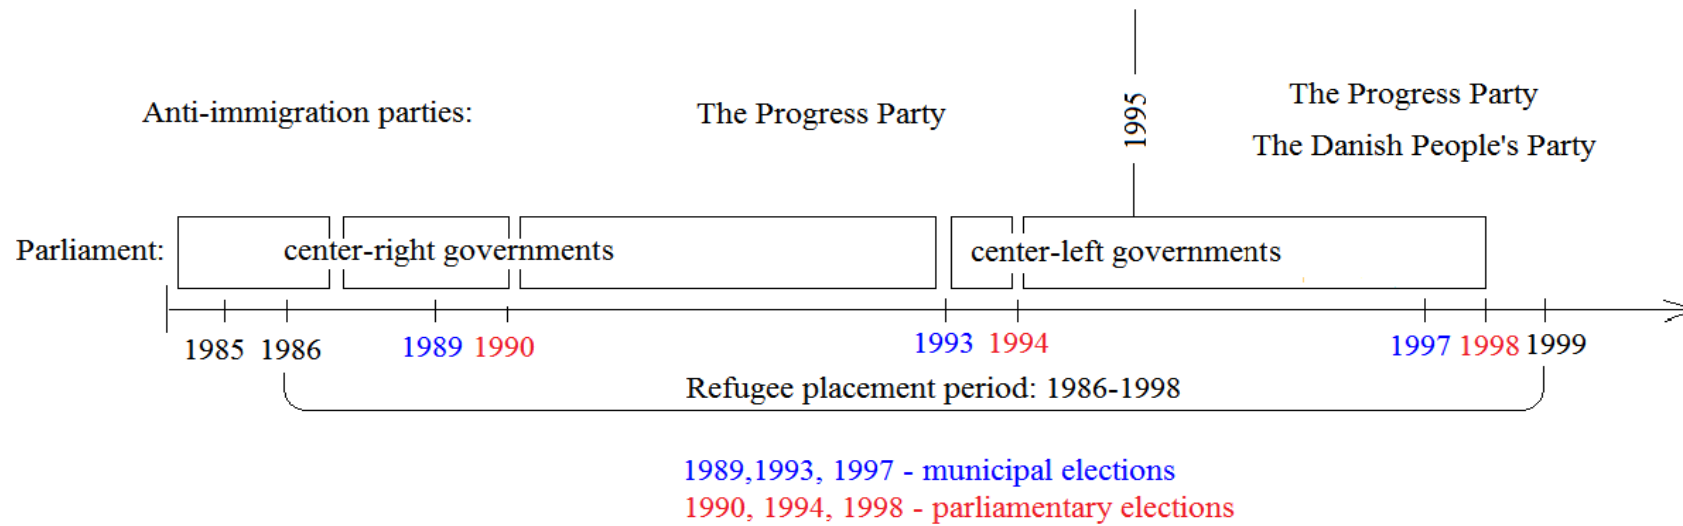 1995
The Progress Party
Anti-immigration parties: The Progress Party
The Danish People's Party
Parliament: center-right governments center-left governments
1985 1986 1989 1990 1993 1994 1997 1998 1999
Refugee placement period: 1986-1998
1989,1993, 1997 - municipal elections
1990, 1994, 1998 - parliamentary elections